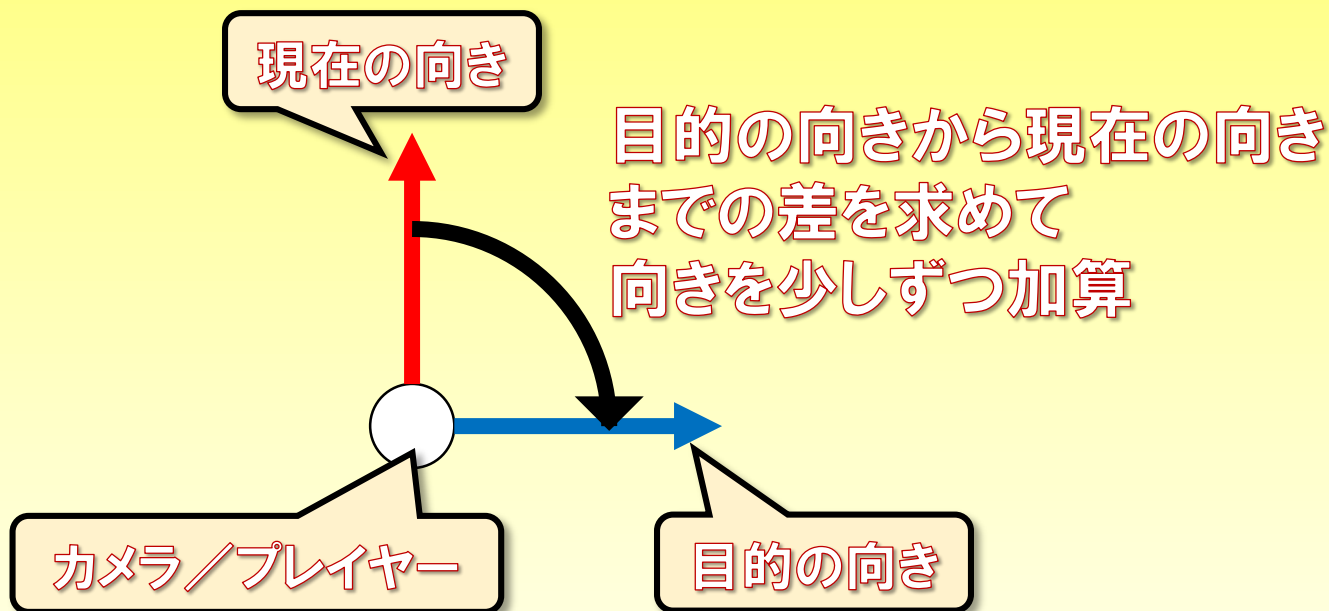 現在の向き
目的の向きから現在の向き
までの差を求めて
向きを少しずつ加算
カメラ／プレイヤー
目的の向き